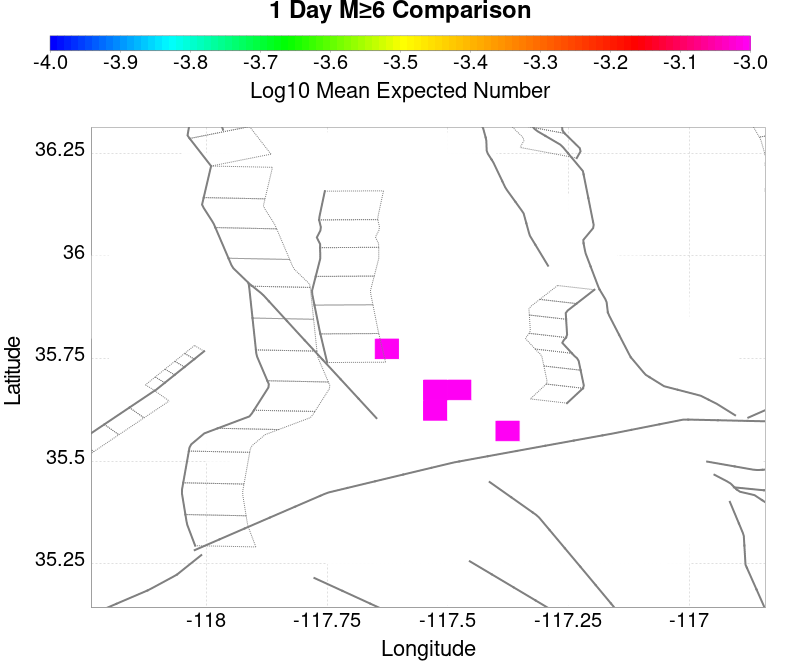 1 Day M≥6 Comparison
-4.0 -3.9 -3.8 -3.7 -3.6 -3.5 -3.4 -3.3 -3.2 -3.1 -3.0
Log10 Mean Expected Number
36.25
36
35.75
35.5
35.25
Latitude
-118 -117.75 -117.5 -117.25 -117
Longitude